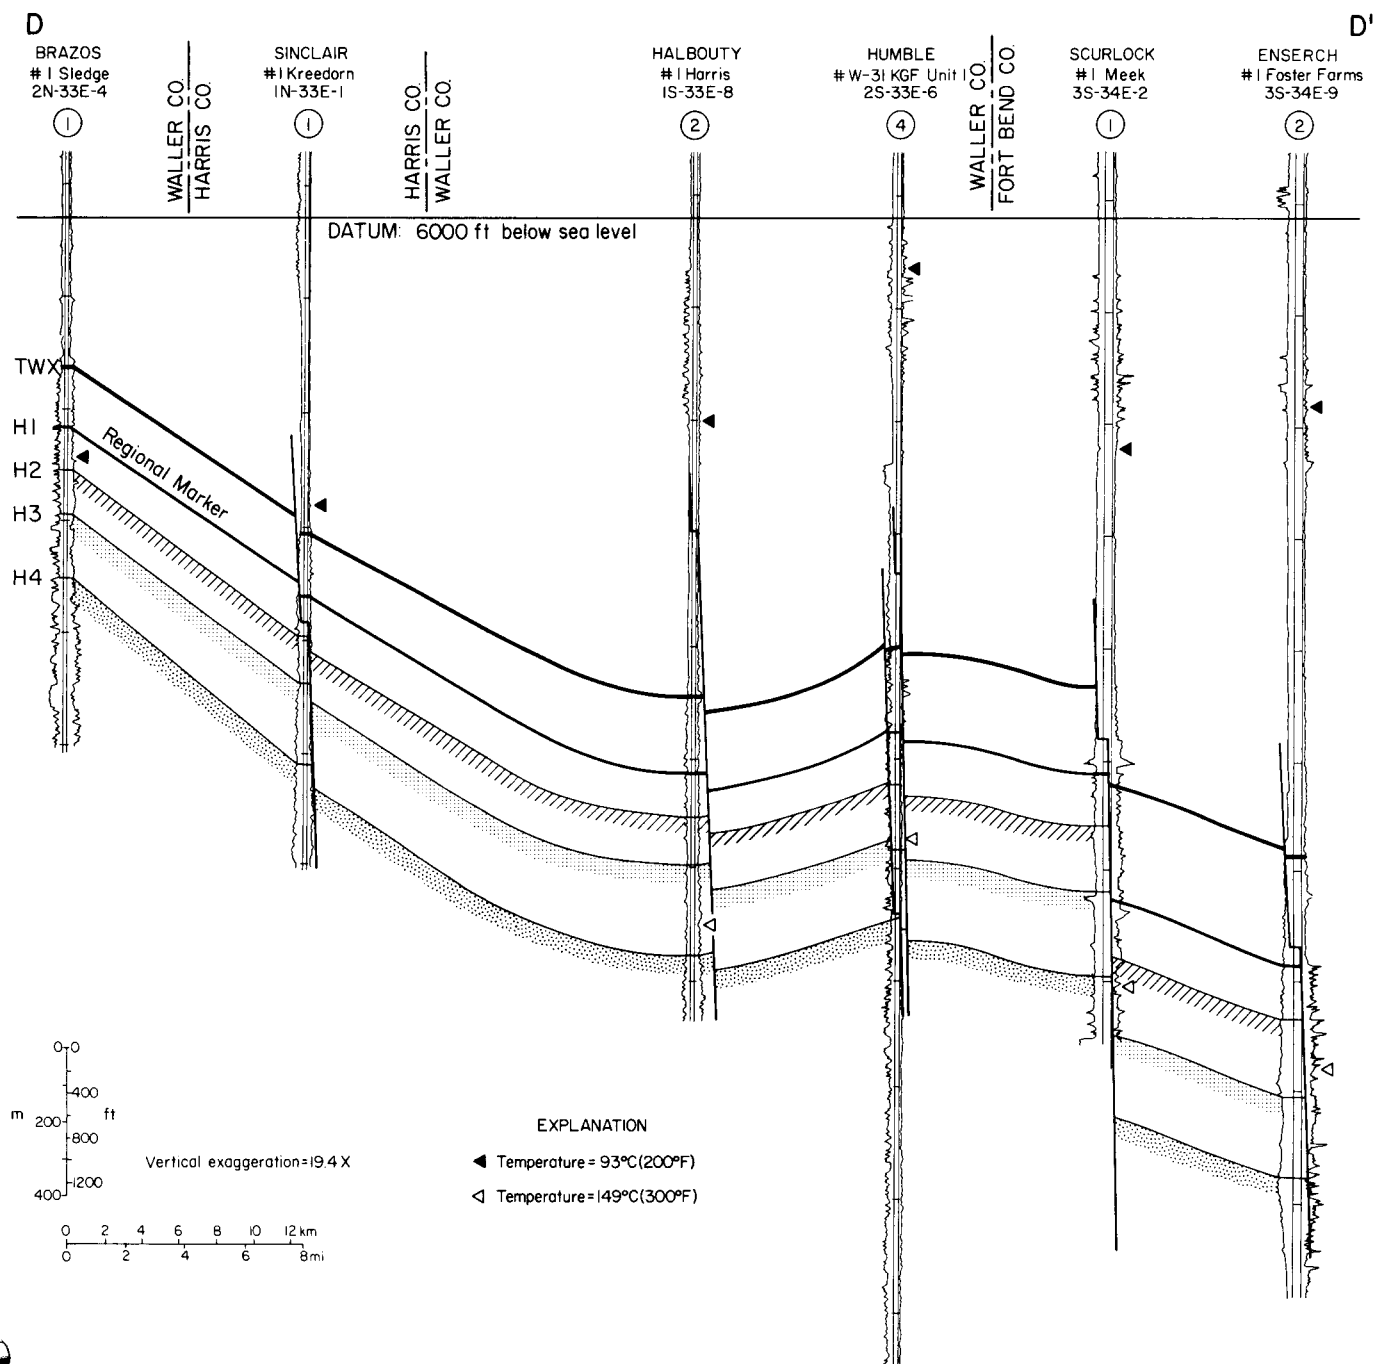 D
D'
BRAZOS
# 1 Sledge
2N-33E-4
1
WALLER CO.
HARRIS CO.
SINCLAIR
#1 Kreedorn
1N-33E-1
1
HARRIS CO.
WALLER CO.
HALBOUTY
#1 Harris
1S-33E-8
2
HUMBLE
# W-31 KGF Unit 1
2S-33E-6
4
WALLER CO.
FORT BEND CO.
SCURLOCK
#1 Meek
3S-34E-2
1
ENSERCH
#1 Foster Farms
3S-34E-9
2
DATUM: 6000 ft below sea level
TWX
H1
Regional Marker
H2
H3
H4
0 0
400
m 200 ft
800
1200
400
Vertical exaggeration=19.4 X
0 2 4 6 8 10 12 km
0 2 4 6 8 mi
EXPLANATION
Temperature = 93°C(200°F)
Temperature = 149°C(300°F)